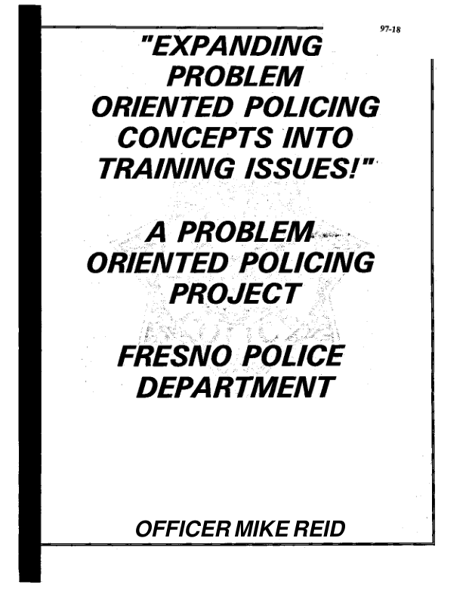 97-18
"EXPANDING
PROBLEM
ORIENTED POLICING
CONCEPTS INTO
TRAINING ISSUES!"
A PROBLEM
ORIENTED POLICING
PROJECT
FRESNO POLICE
DEPARTMENT
OFFICER MIKE REID